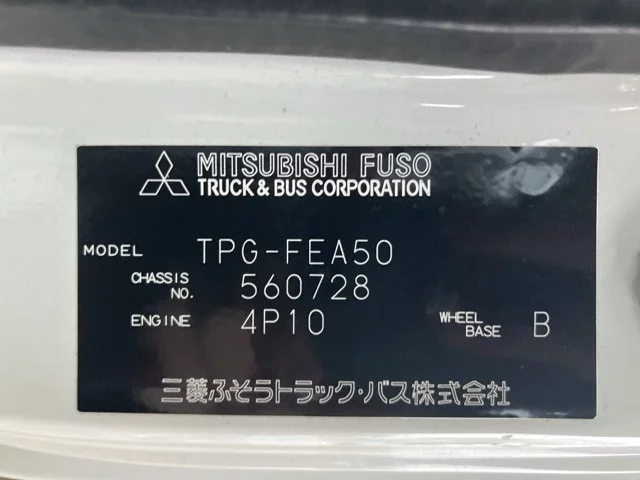 MITSUBISHI FUSO
TRUCK & BUS CORPORATION
MODEL TPG-FEA50
CHASSIS NO. 560728
ENGINE 4P10 WHEEL BASE B
三菱ふそうトラック・バス株式会社